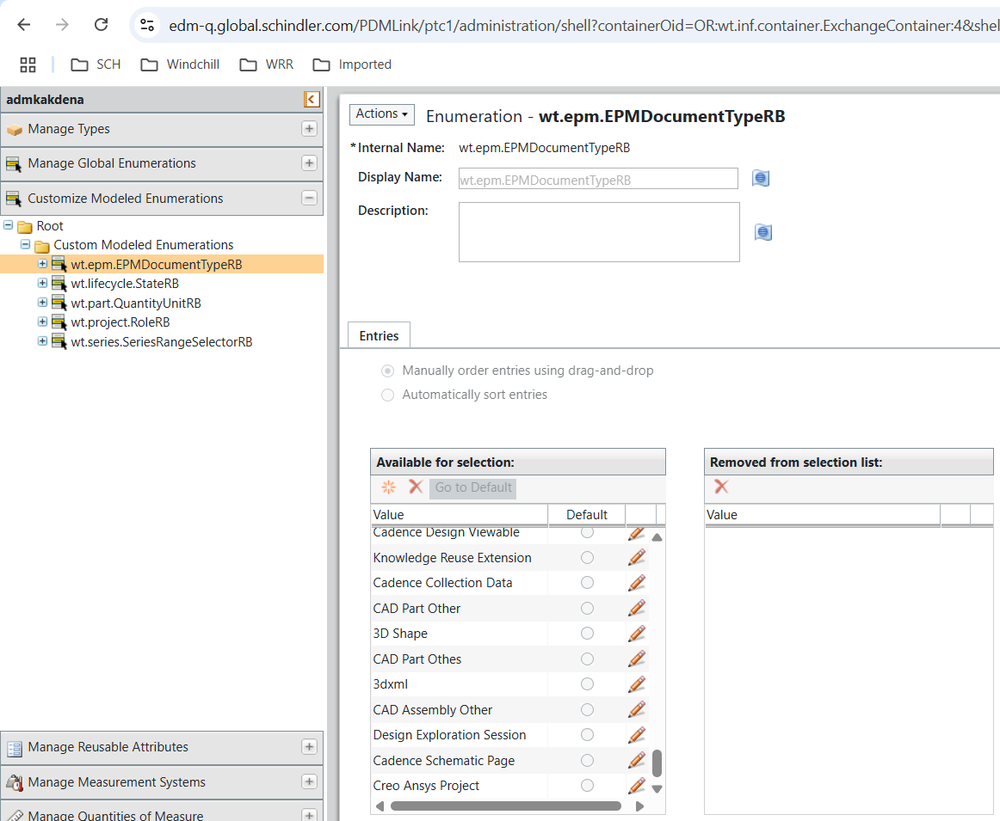 edm-q.global.schindler.com/PDMLink/ptc1/administration/shell?containerOid=OR:wt.inf.container.ExchangeContainer:4&shel
SCH Windchill WRR Imported
admkakdena
Manage Types
Manage Global Enumerations
Customize Modeled Enumerations
Root
Custom Modeled Enumerations
wt.epm.EPMDocumentTypeRB
wt.lifecycle.StateRB
wt.part.QuantityUnitRB
wt.project.RoleRB
wt.series.SeriesRangeSelectorRB
Manage Reusable Attributes
Manage Measurement Systems
Manage Quantities of Measure
Actions Enumeration - wt.epm.EPMDocumentTypeRB
*Internal Name: wt.epm.EPMDocumentTypeRB
Display Name: wt.epm.EPMDocumentTypeRB
Description:
Entries
Manually order entries using drag-and-drop
Automatically sort entries
Available for selection:
Go to Default
Value Default
Cadence Design Viewable
Knowledge Reuse Extension
Cadence Collection Data
CAD Part Other
3D Shape
CAD Part Othes
3dxml
CAD Assembly Other
Design Exploration Session
Cadence Schematic Page
Creo Ansys Project
Removed from selection list:
Value